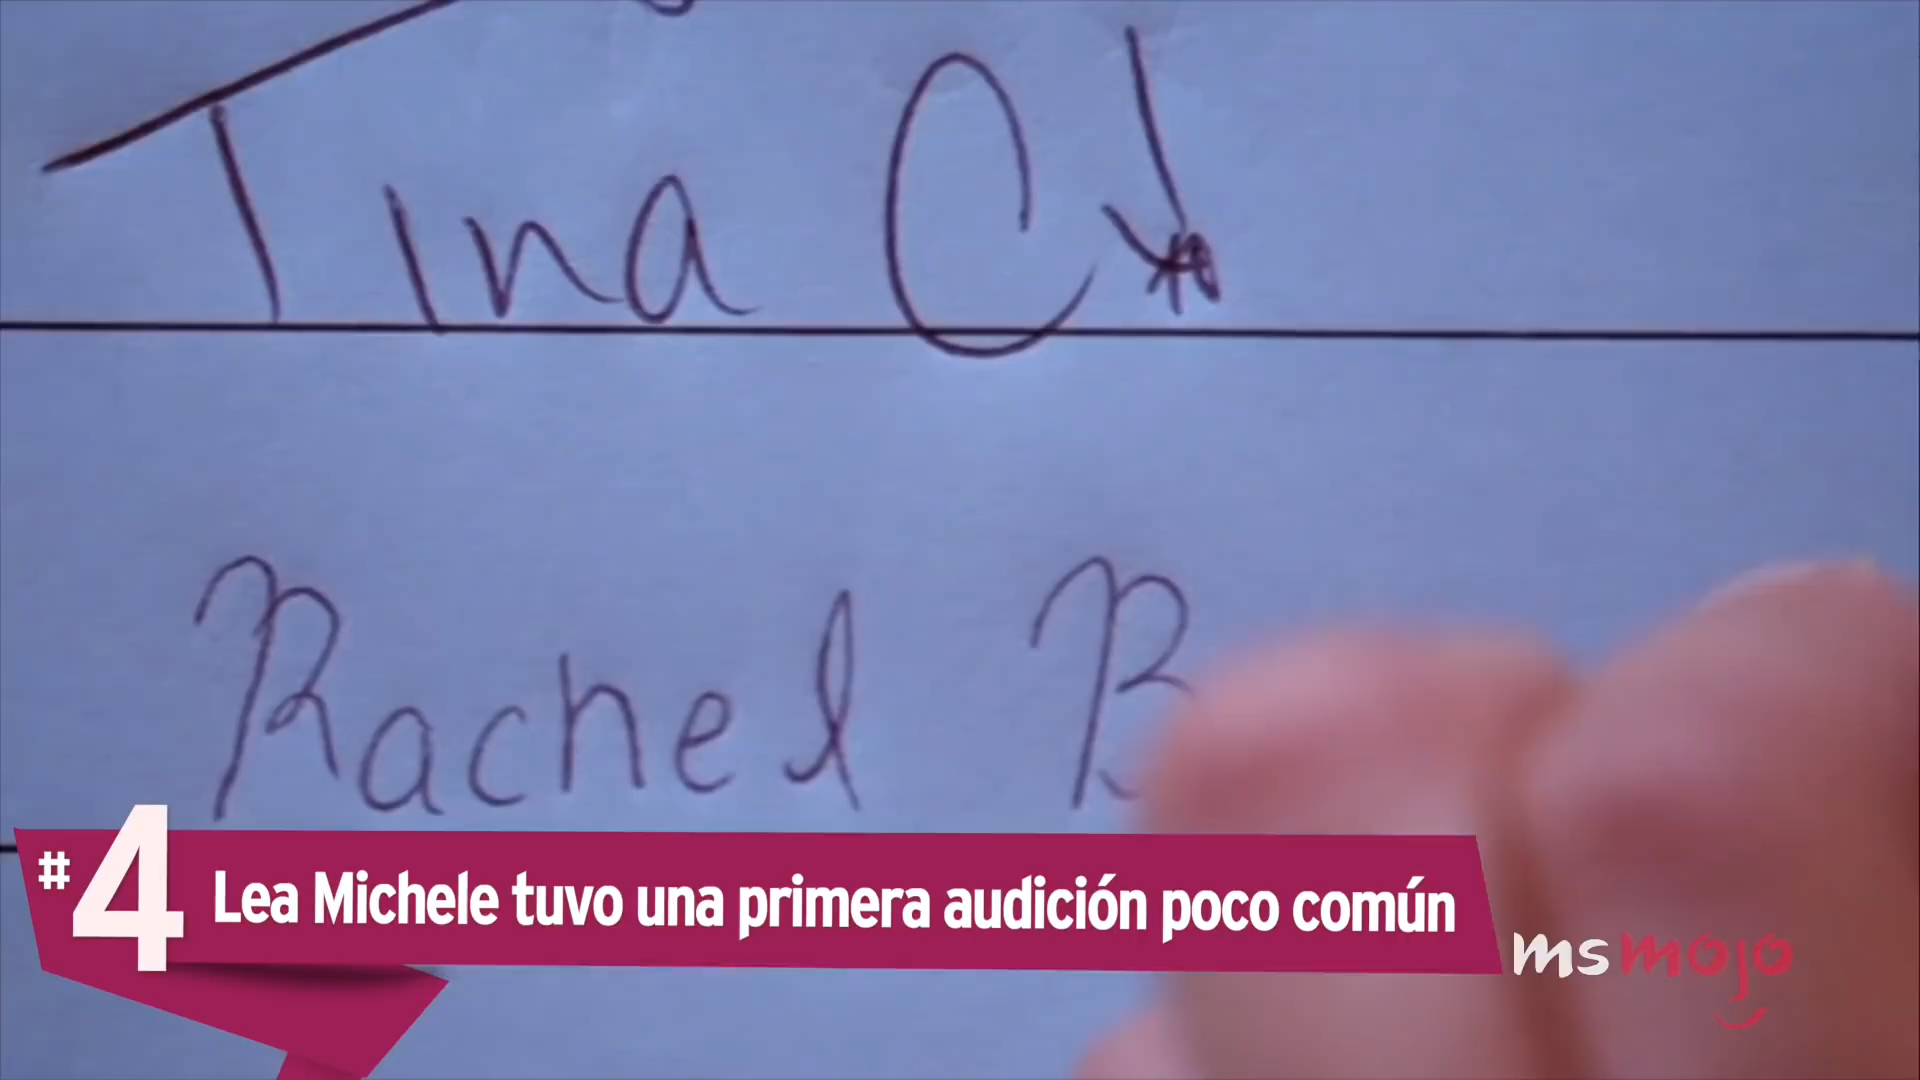 Tina C
Rachel B
#4 Lea Michele tuvo una primera audición poco común
msmojo